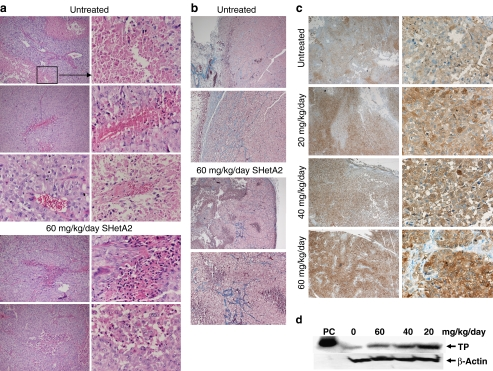 a
Untreated
60 mg/kg/day SHetA2
b
Untreated
60 mg/kg/day SHetA2
c
Untreated
20 mg/kg/day
40 mg/kg/day
60 mg/kg/day
d
PC 0 60 40 20 mg/kg/day
TP
β-Actin